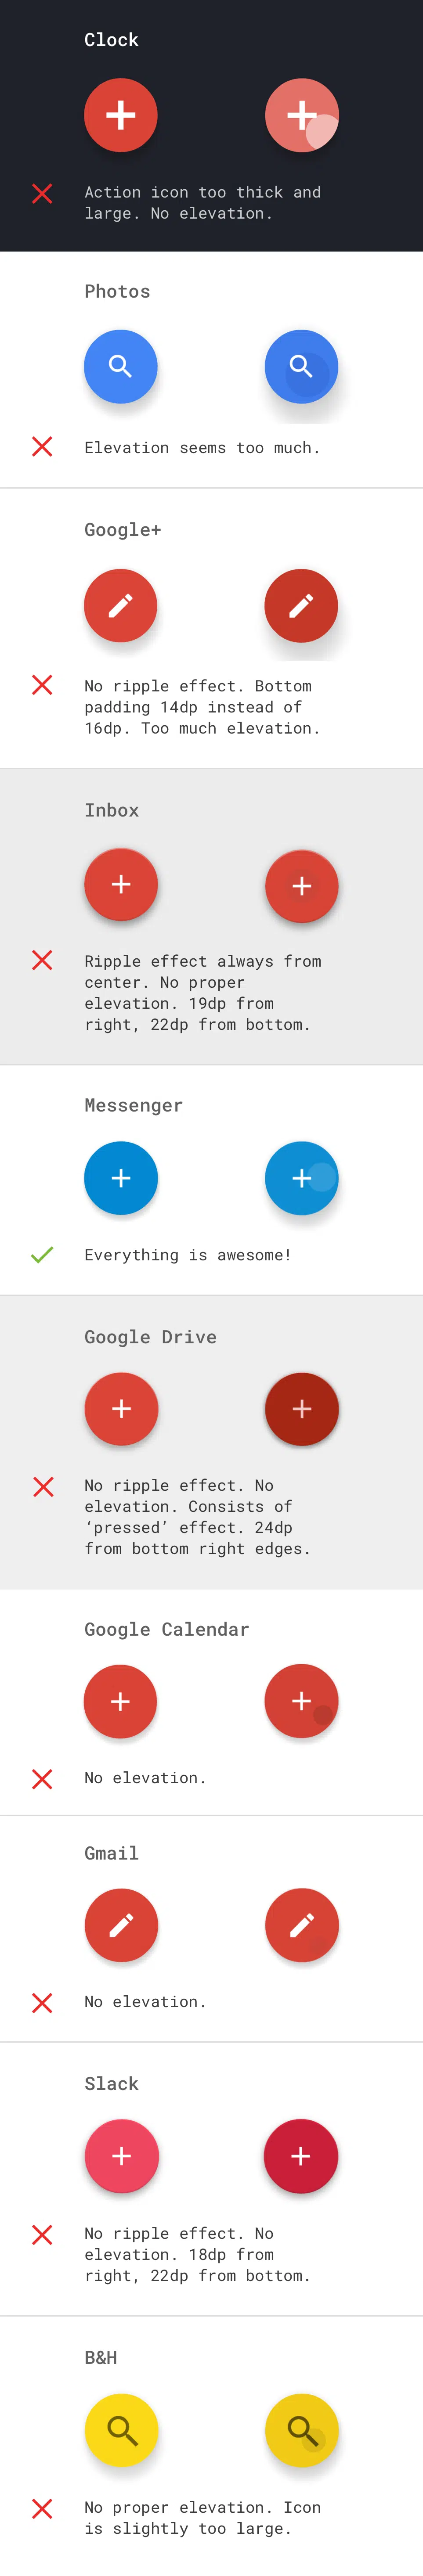 Clock
Action icon too thick and
large. No elevation.
Photos
Elevation seems too much.
Google+
No ripple effect. Bottom
padding 14dp instead of
16dp. Too much elevation.
Inbox
Ripple effect always from
center. No proper
elevation. 19dp from
right, 22dp from bottom.
Messenger
Everything is awesome!
Google Drive
No ripple effect. No
elevation. Consists of
‘pressed’ effect. 24dp
from bottom right edges.
Google Calendar
No elevation.
Gmail
No elevation.
Slack
No ripple effect. No
elevation. 18dp from
right, 22dp from bottom.
B&H
No proper elevation. Icon
is slightly too large.